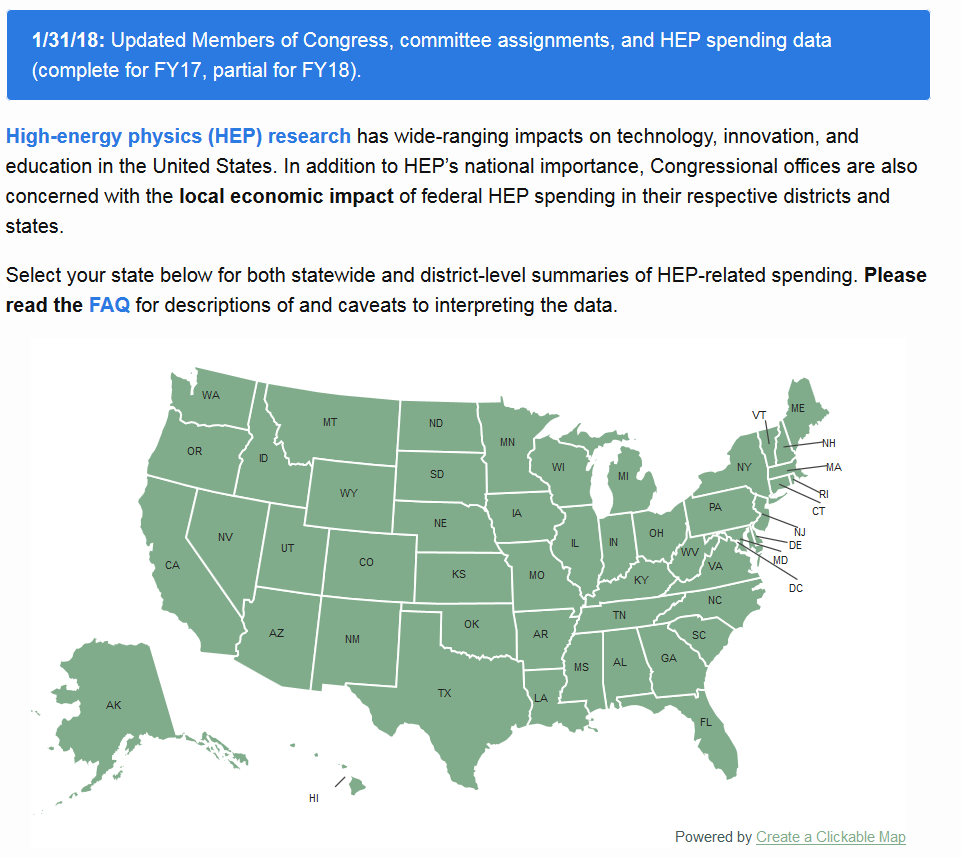 1/31/18: Updated Members of Congress, committee assignments, and HEP spending data
(complete for FY17, partial for FY18).
High-energy physics (HEP) research has wide-ranging impacts on technology, innovation, and
education in the United States. In addition to HEP’s national importance, Congressional offices are also
concerned with the local economic impact of federal HEP spending in their respective districts and
states.
Select your state below for both statewide and district-level summaries of HEP-related spending. Please
read the FAQ for descriptions of and caveats to interpreting the data.
WA
MT
ND
MN
VT
ME
OR
ID
SD
WI
MI
NY
NH
MA
WY
RI
CT
NE
IA
PA
NV
UT
CO
IL
IN
OH
NJ
DE
CA
KS
MO
KY
WV
VA
MD
DC
AZ
NM
OK
AR
TN
NC
SC
MS
AL
GA
TX
LA
FL
AK
HI
Powered by Create a Clickable Map